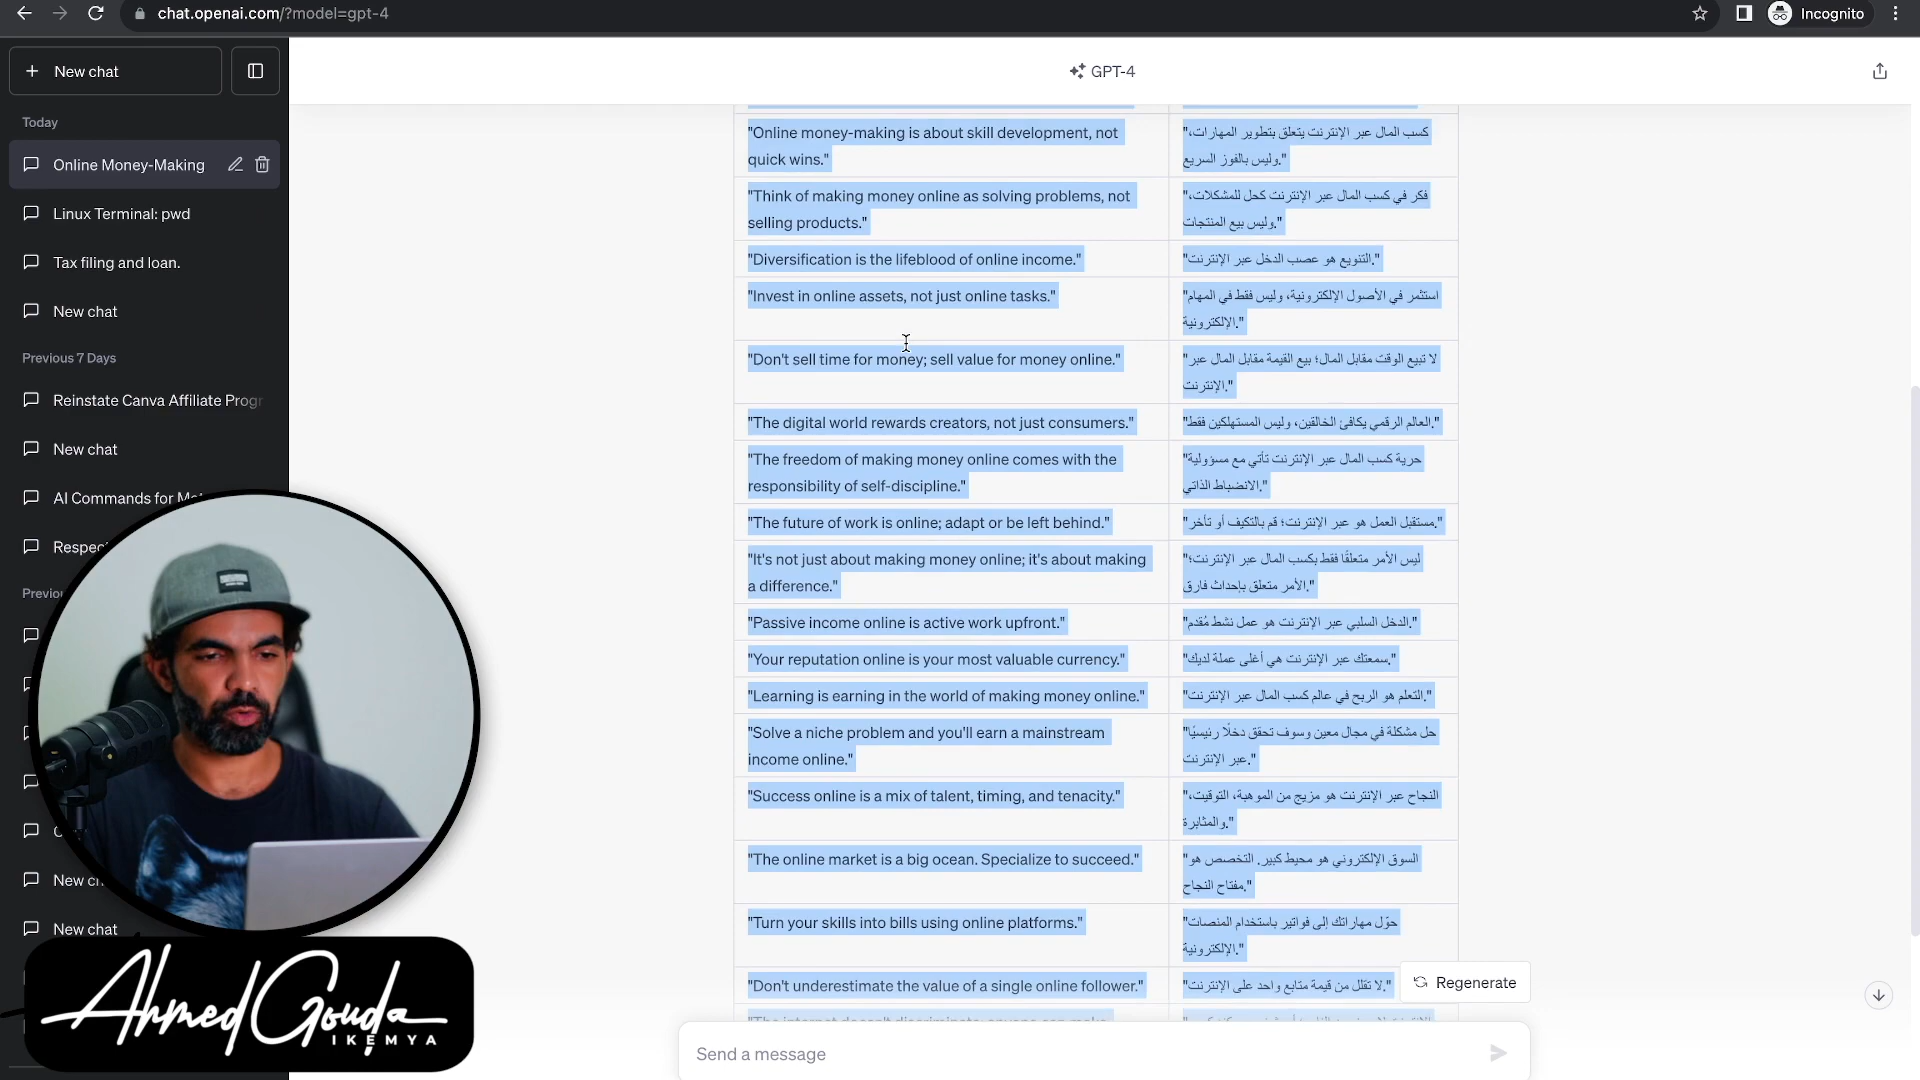 chat.openai.com/?model=gpt-4
Incognito
New chat
GPT-4
Today
Online Money-Making
Linux Terminal: pwd
Tax filing and loan.
New chat
Previous 7 Days
Reinstate Canva Affiliate Progr
New chat
AI Commands for
Respec
Previou
New ch
New chat
"Online money-making is about skill development, not
quick wins."
"كسب المال عبر الإنترنت يتعلق بتطوير المهارات،
وليس بالفوز السريع."
"Think of making money online as solving problems, not
selling products."
"فكر في كسب المال عبر الإنترنت كحل للمشكلات،
وليس بيع المنتجات."
"Diversification is the lifeblood of online income."
"التنويع هو عصب الدخل عبر الإنترنت."
"Invest in online assets, not just online tasks."
"استثمر في الأصول الإلكترونية، وليس فقط في المهام
الإلكترونية."
"Don't sell time for money; sell value for money online."
"لا تبيع الوقت مقابل المال؛ بيع القيمة مقابل المال عبر
الإنترنت."
"The digital world rewards creators, not just consumers."
"العالم الرقمي يكافئ الخالقين، وليس المستهلكين فقط."
"The freedom of making money online comes with the
responsibility of self-discipline."
"حرية كسب المال عبر الإنترنت تأتي مع مسؤولية
الانضباط الذاتي."
"The future of work is online; adapt or be left behind."
"مستقبل العمل هو عبر الإنترنت؛ قم بالتكيف أو تأخر."
"It's not just about making money online; it's about making
a difference."
"ليس الأمر متعلقًا فقط بكسب المال عبر الإنترنت؛
الأمر متعلق بإحداث فارق."
"Passive income online is active work upfront."
"الدخل السلبي عبر الإنترنت هو عمل نشط مُقدم."
"Your reputation online is your most valuable currency."
"سمعتك عبر الإنترنت هي أغلى عملة لديك."
"Learning is earning in the world of making money online."
"التعلم هو الربح في عالم كسب المال عبر الإنترنت."
"Solve a niche problem and you'll earn a mainstream
income online."
"حل مشكلة في مجال معين وسوف تحقق دخلًا رئيسيًا
عبر الإنترنت."
"Success online is a mix of talent, timing, and tenacity."
"النجاح عبر الإنترنت هو مزيج من الموهبة، التوقيت،
والمثابرة."
"The online market is a big ocean. Specialize to succeed."
"السوق الإلكتروني هو محيط كبير. التخصص هو
مفتاح النجاح."
"Turn your skills into bills using online platforms."
"حوّل مهاراتك إلى فواتير باستخدام المنصات
الإلكترونية."
"Don't underestimate the value of a single online follower."
"لا تقلل من قيمة متابع واحد على الإنترنت."
Regenerate
Send a message
Ahmed Gouda
IKEMYA